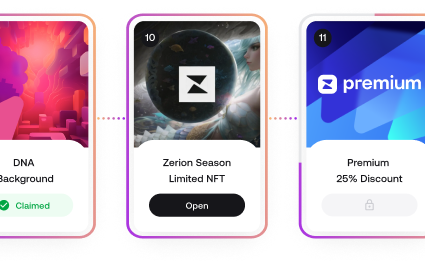 DNA
Background
Claimed
10
Zerion Season
Limited NFT
Open
11
premium
Premium
25% Discount